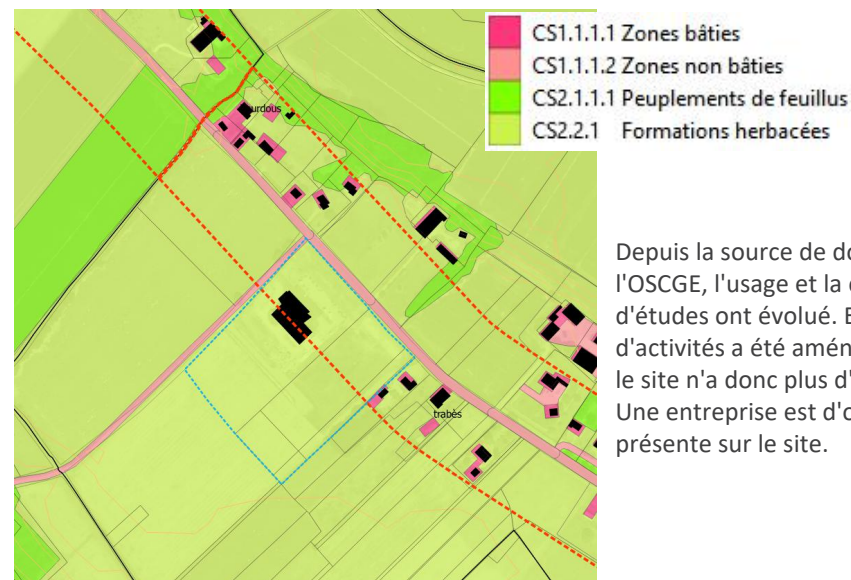 CS1.1.1.1 Zones bâties
CS1.1.1.2 Zones non bâties
CS2.1.1.1 Peuplements de feuillus
CS2.2.1 Formations herbacées
urdous
Depuis la source de do
l'OSCGE, l'usage et la
d'études ont évolué. E
d'activités a été amén
le site n'a donc plus d'
Une entreprise est d'o
présente sur le site.
trabès